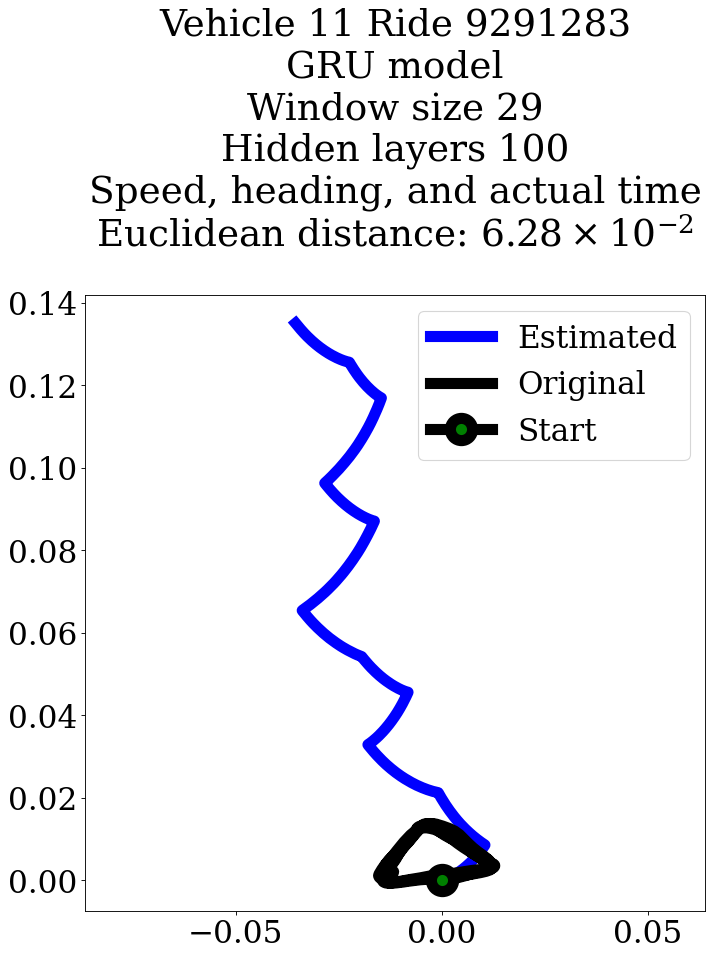 Vehicle 11 Ride 9291283
GRU model
Window size 29
Hidden layers 100
Speed, heading, and actual time
Euclidean distance: 6.28 × 10⁻²
0.14
0.12
0.10
0.08
0.06
0.04
0.02
0.00
Estimated
Original
Start
−0.05
0.00
0.05